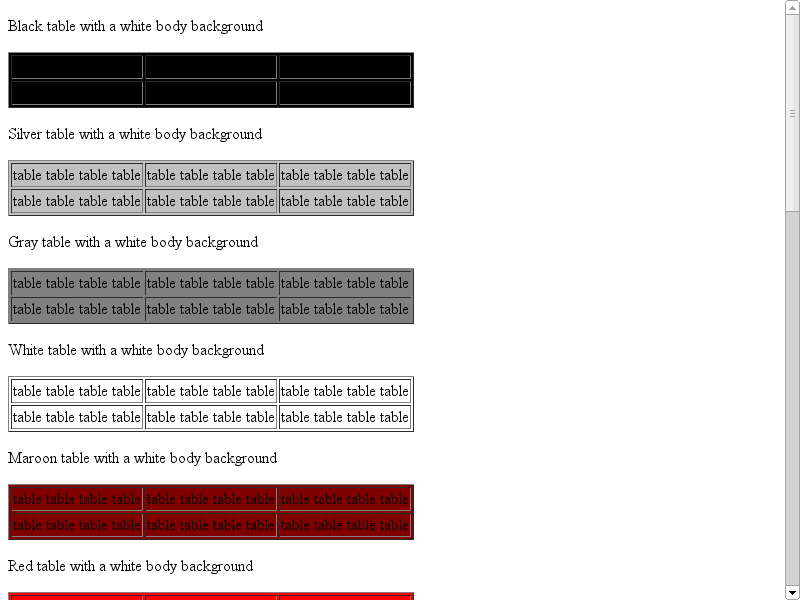 Black table with a white body background
Silver table with a white body background
table table table table table table table table table table table table
table table table table table table table table table table table table
Gray table with a white body background
table table table table table table table table table table table table
table table table table table table table table table table table table
White table with a white body background
table table table table table table table table table table table table
table table table table table table table table table table table table
Maroon table with a white body background
table table table table table table table table table table table table
table table table table table table table table table table table table
Red table with a white body background